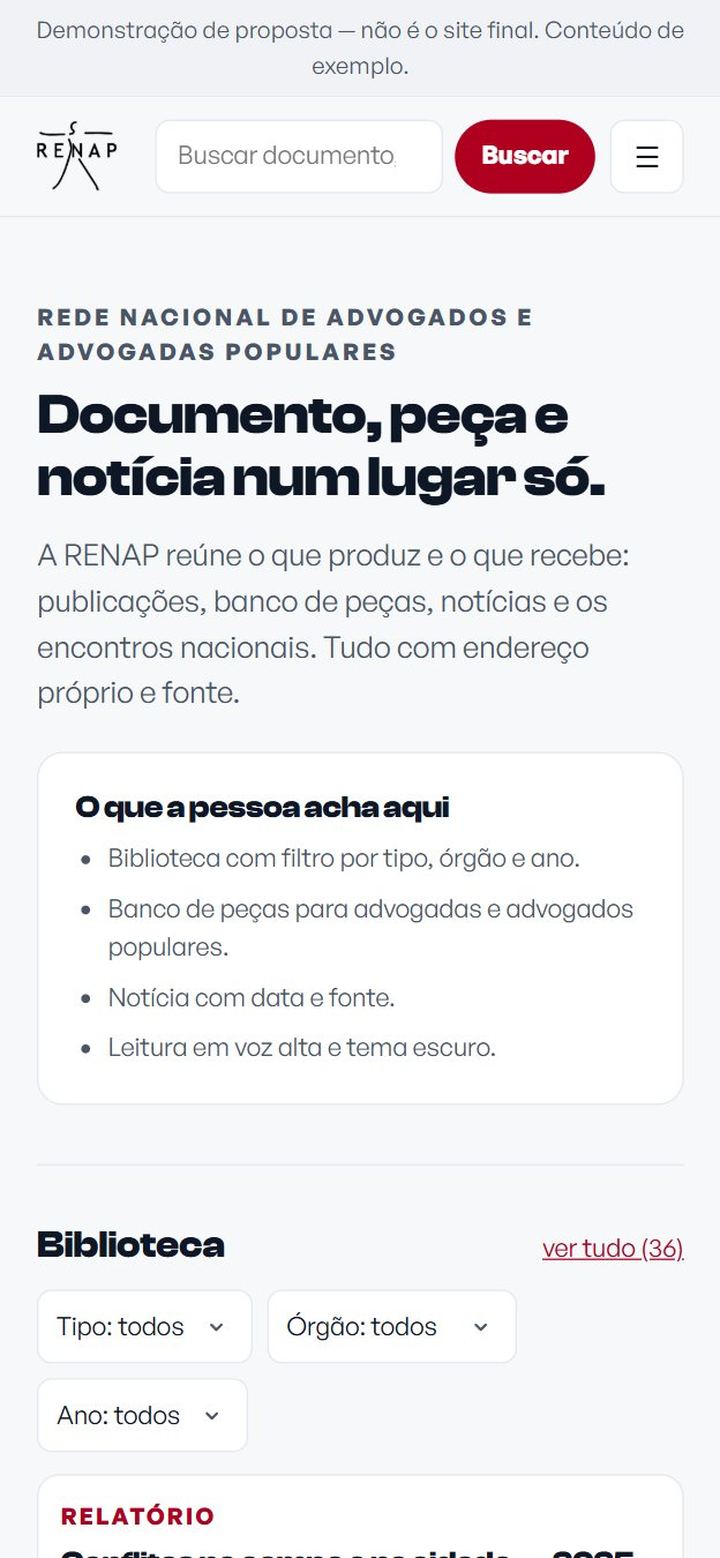 Demonstração de proposta — não é o site final. Conteúdo de
exemplo.
RENAP
Buscar documento,
Buscar
REDE NACIONAL DE ADVOGADOS E
ADVOGADAS POPULARES
Documento, peça e
notícia num lugar só.
A RENAP reúne o que produz e o que recebe:
publicações, banco de peças, notícias e os
encontros nacionais. Tudo com endereço
próprio e fonte.
O que a pessoa acha aqui
Biblioteca com filtro por tipo, órgão e ano.
Banco de peças para advogadas e advogados
populares.
Notícia com data e fonte.
Leitura em voz alta e tema escuro.
Biblioteca
ver tudo (36)
Tipo: todos
Órgão: todos
Ano: todos
RELATÓRIO